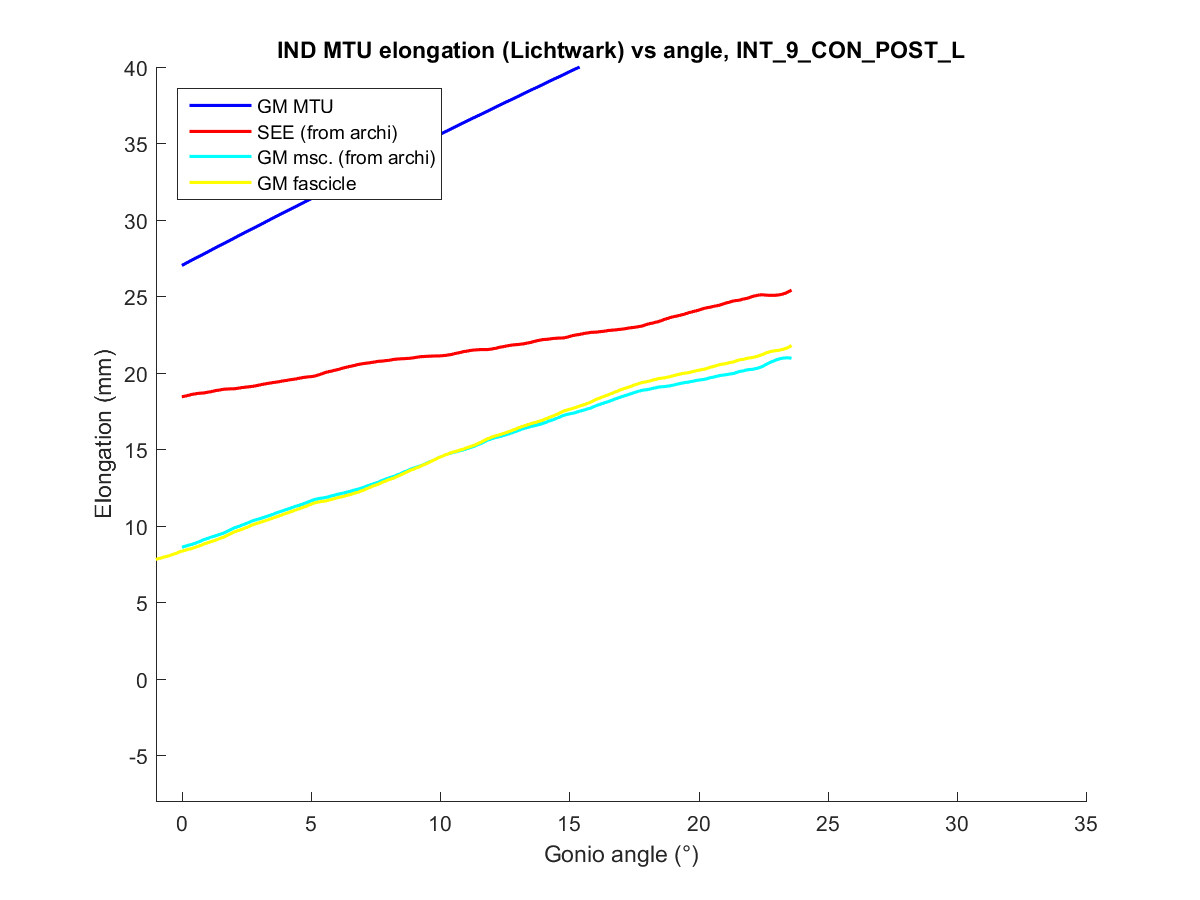 IND MTU elongation (Lichtwark) vs angle, INT_9_CON_POST_L
40
35
30
25
20
15
10
5
0
-5
Elongation (mm)
GM MTU
SEE (from archi)
GM msc. (from archi)
GM fascicle
0 5 10 15 20 25 30 35
Gonio angle (°)